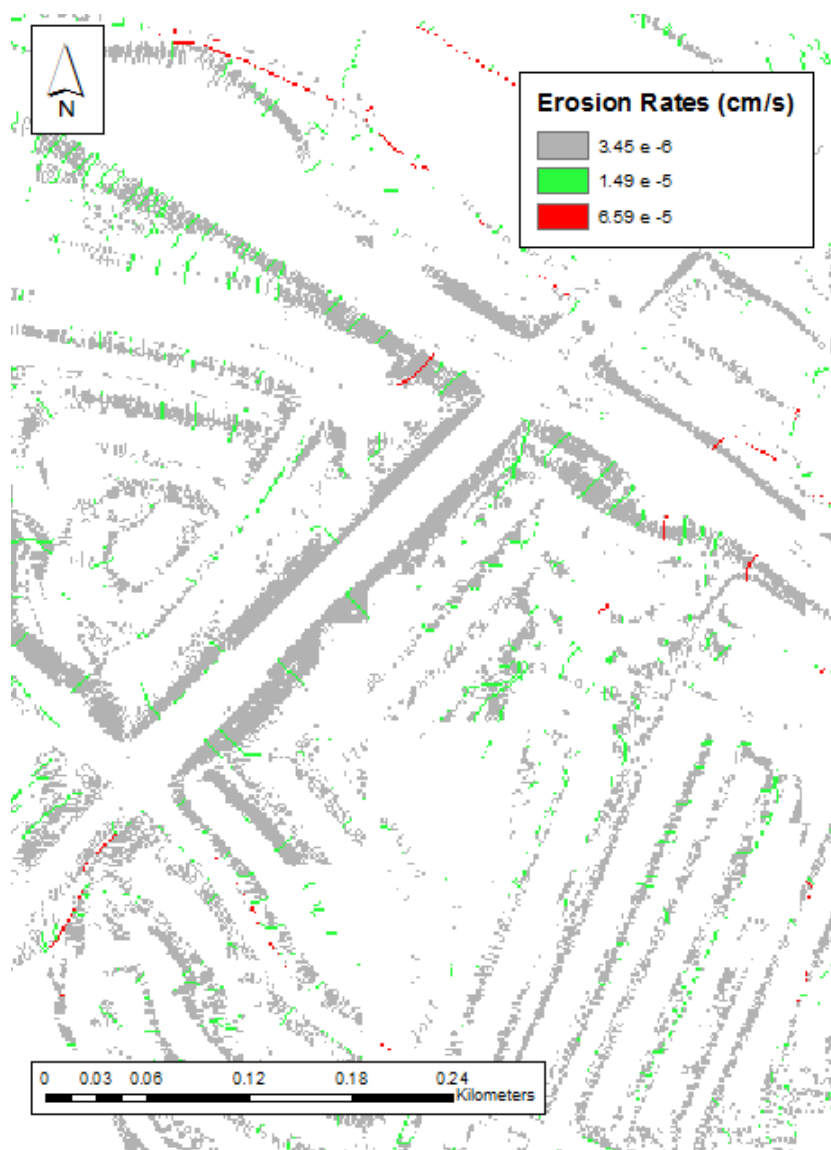 N
Erosion Rates (cm/s)
3.45 e -6
1.49 e -5
6.59 e -5
0 0.03 0.06 0.12 0.18 0.24
Kilometers